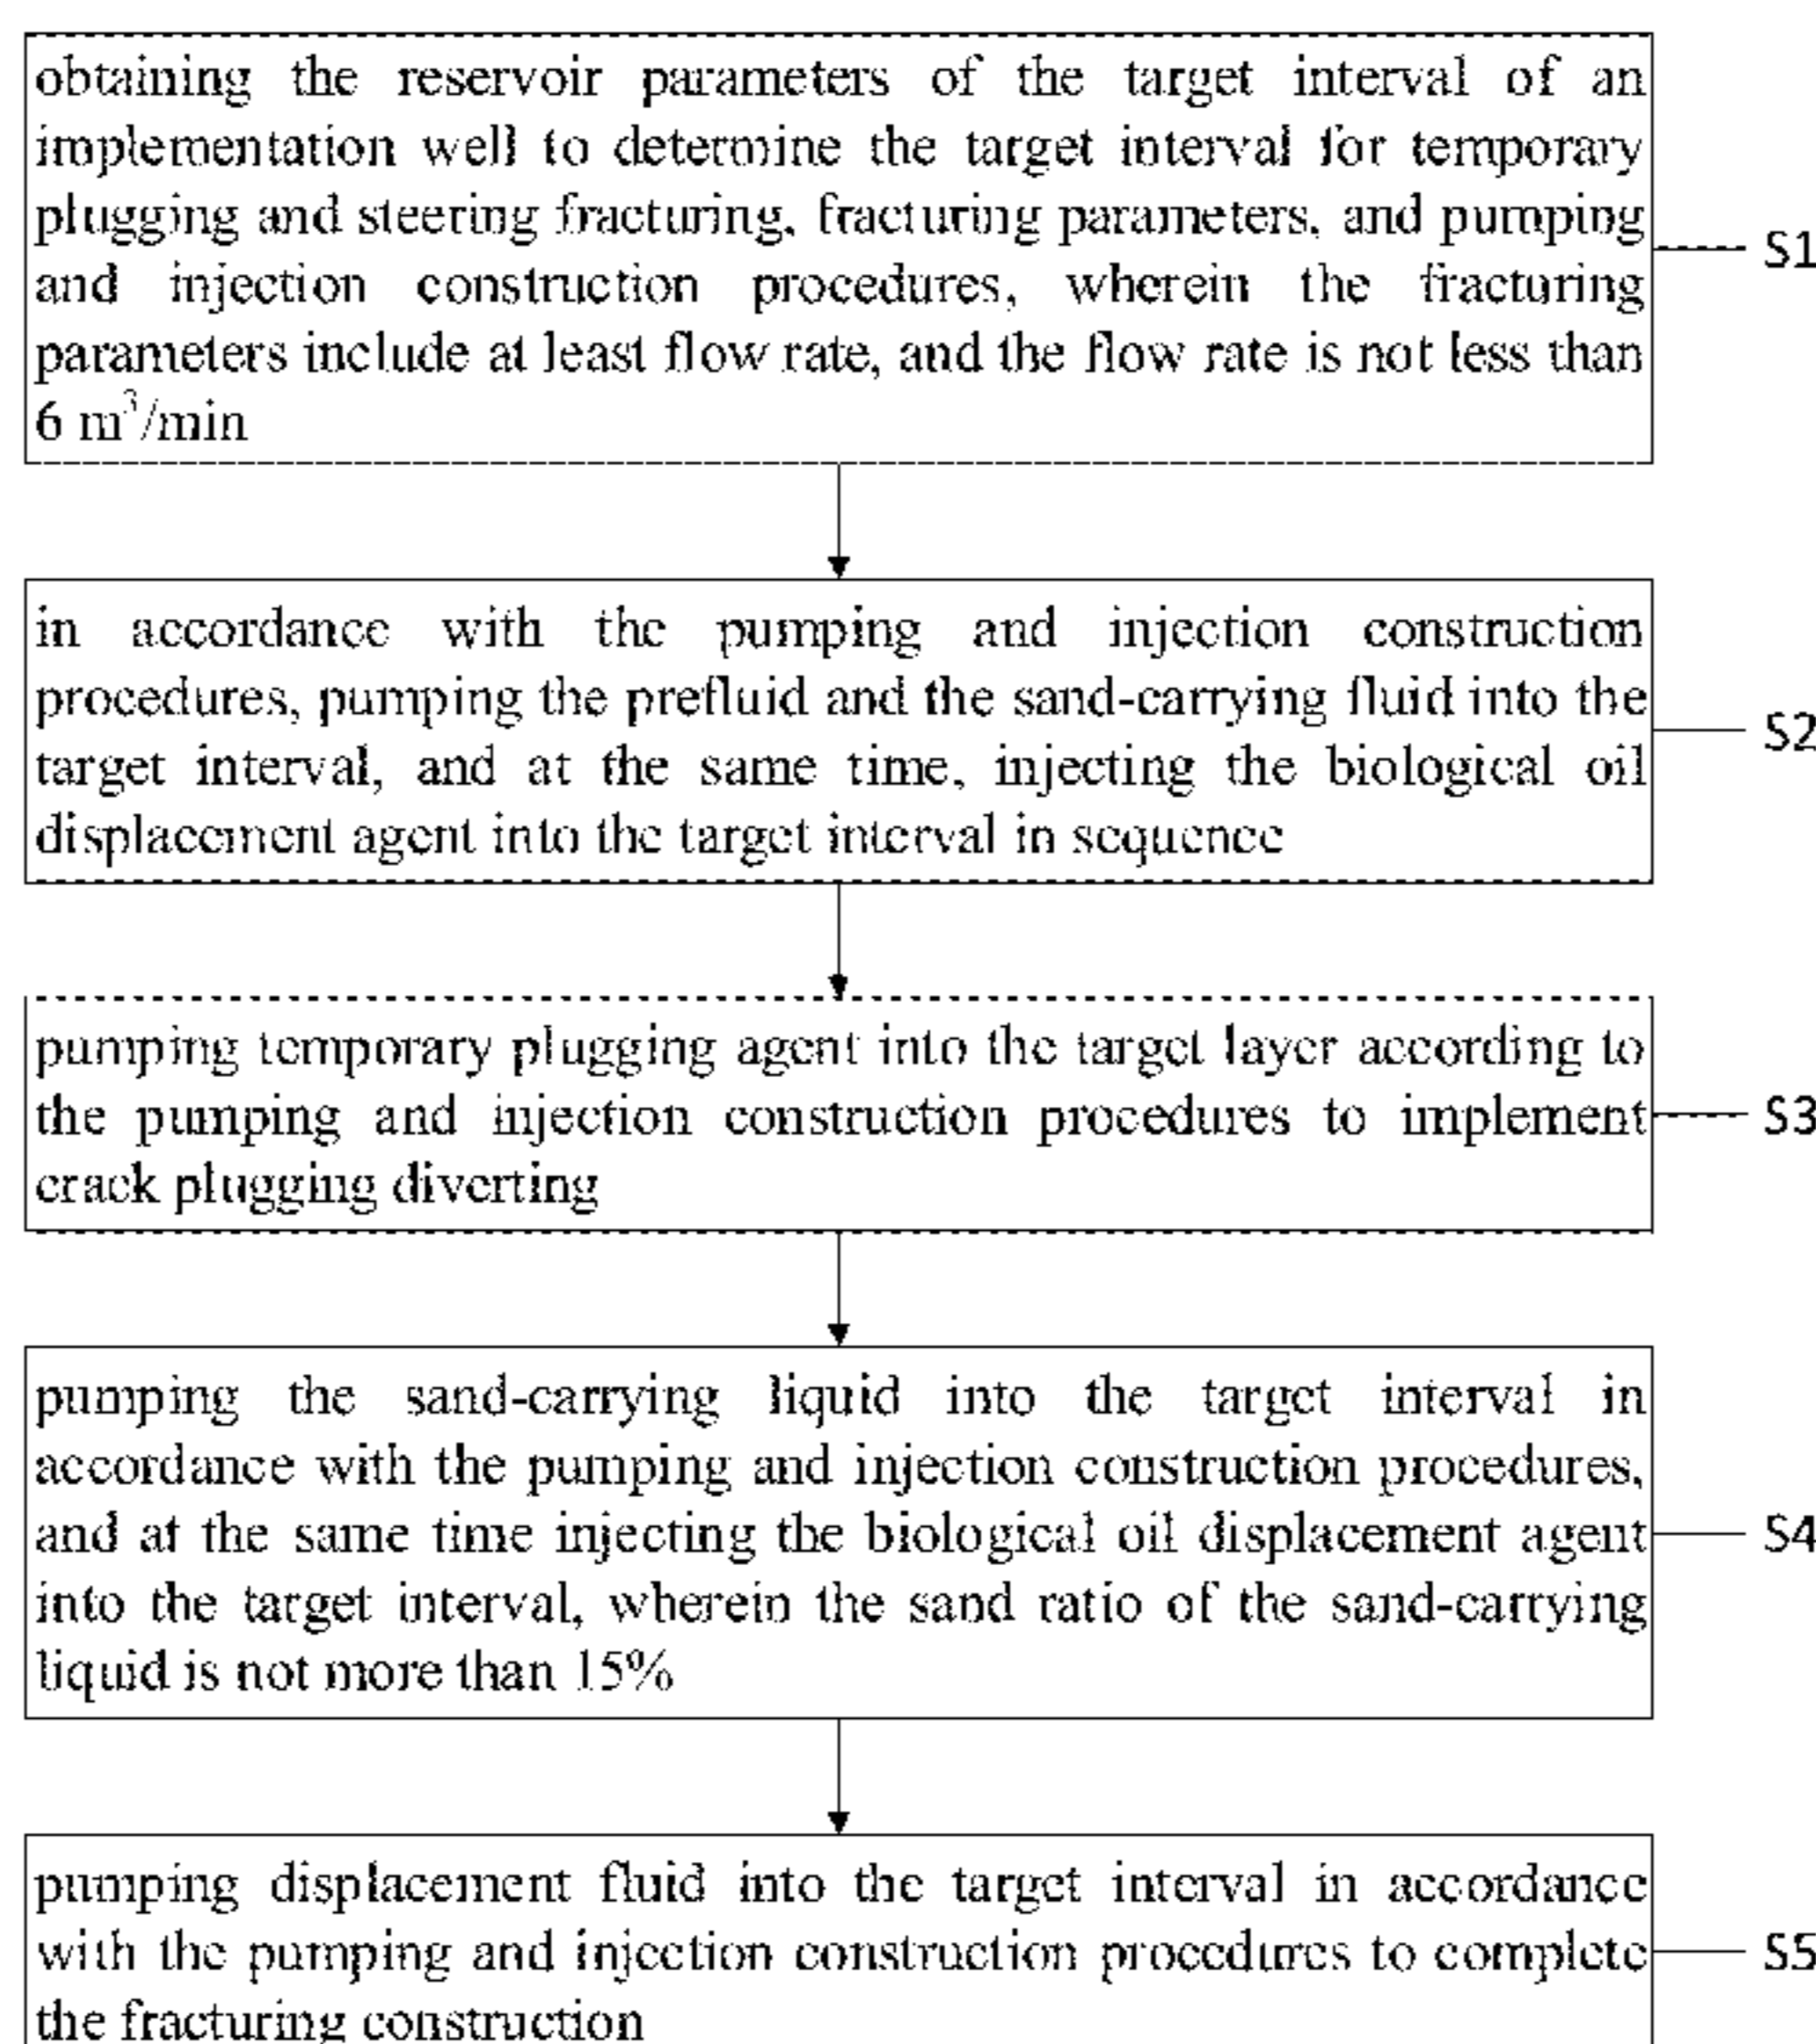 obtaining the reservoir parameters of the target interval of an
implementation well to determine the target interval for temporary
plugging and steering fracturing, fracturing parameters, and pumping
and injection construction procedures, wherein the fracturing
parameters include at least flow rate, and the flow rate is not less than
6 m³/min
S1
in accordance with the pumping and injection construction
procedures, pumping the prefluid and the sand-carrying fluid into the
target interval, and at the same time, injecting the biological oil
displacement agent into the target interval in sequence
S2
pumping temporary plugging agent into the target layer according to
the pumping and injection construction procedures to implement
crack plugging diverting
S3
pumping the sand-carrying liquid into the target interval in
accordance with the pumping and injection construction procedures,
and at the same time injecting the biological oil displacement agent
into the target interval, wherein the sand ratio of the sand-carrying
liquid is not more than 15%
S4
pumping displacement fluid into the target interval in accordance
with the pumping and injection construction procedures to complete
the fracturing construction
S5